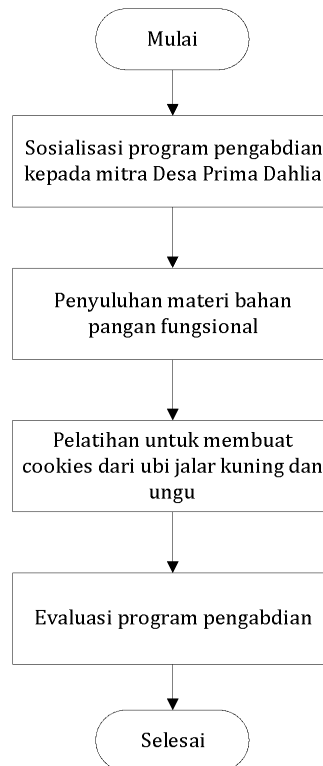 Mulai
Sosialisasi program pengabdian
kepada mitra Desa Prima Dahlia
Penyuluhan materi bahan
pangan fungsional
Pelatihan untuk membuat
cookies dari ubi jalar kuning dan
ungu
Evaluasi program pengabdian
Selesai